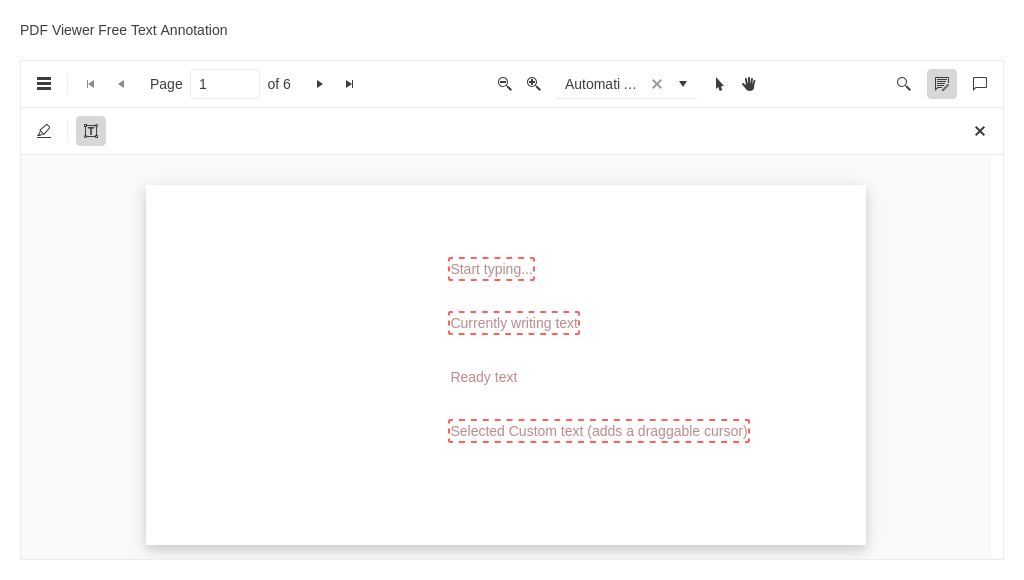 PDF Viewer Free Text Annotation
Page 1 of 6 Automati ...
Start typing...
Currently writing text
Ready text
Selected Custom text (adds a draggable cursor)